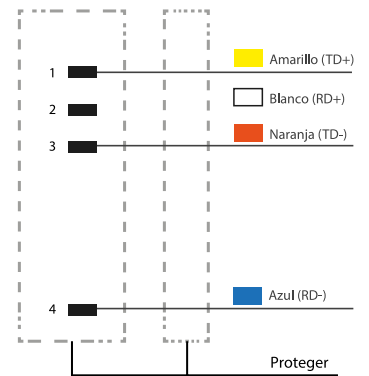 1 Amarillo (TD+)
2 Blanco (RD+)
3 Naranja (TD-)
4 Azul (RD-)
Proteger